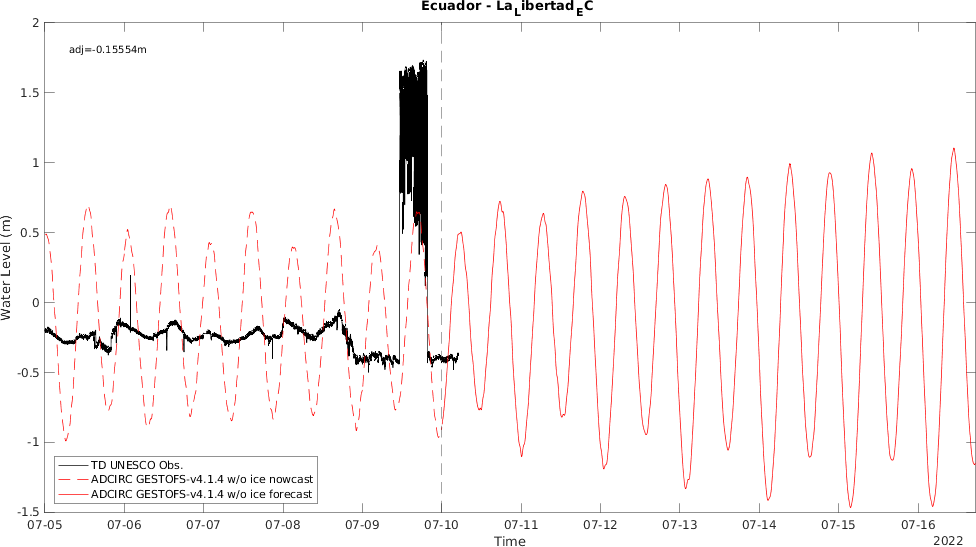 Ecuador - LaLibertadEC
adj=-0.15554m
2
1.5
1
0.5
0
-0.5
-1
-1.5
Water Level (m)
TD UNESCO Obs.
ADCIRC GESTOFS-v4.1.4 w/o ice nowcast
ADCIRC GESTOFS-v4.1.4 w/o ice forecast
07-05 07-06 07-07 07-08 07-09 07-10 07-11 07-12 07-13 07-14 07-15 07-16
Time
2022